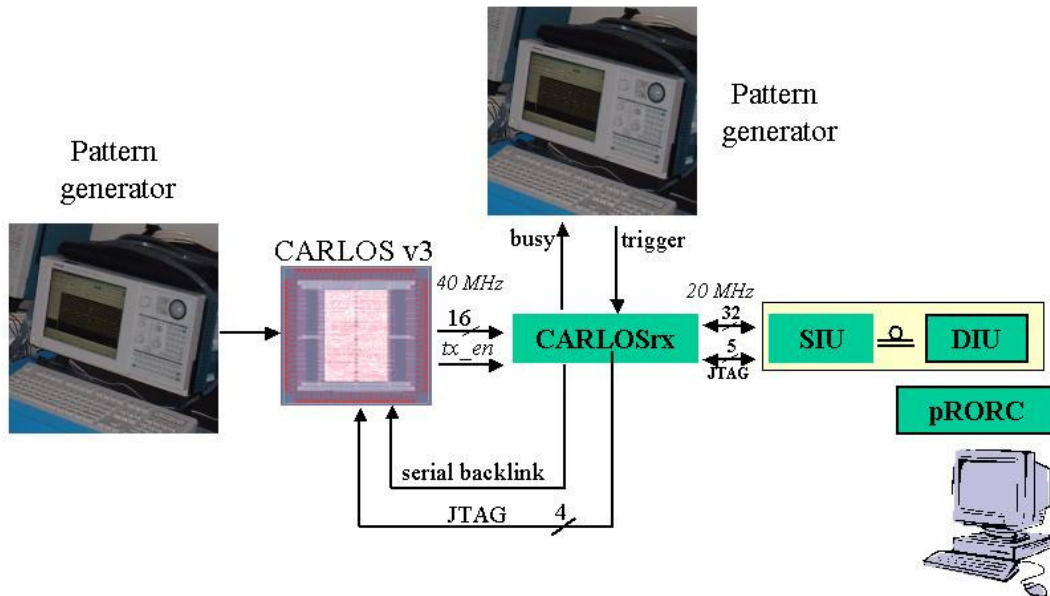 Pattern
generator
Pattern
generator
CARLOS v3
busy
trigger
40 MHz
16
tx_en
CARLOSrx
20 MHz
32
5
JTAG
SIU
DIU
pRORC
serial backlink
JTAG
4